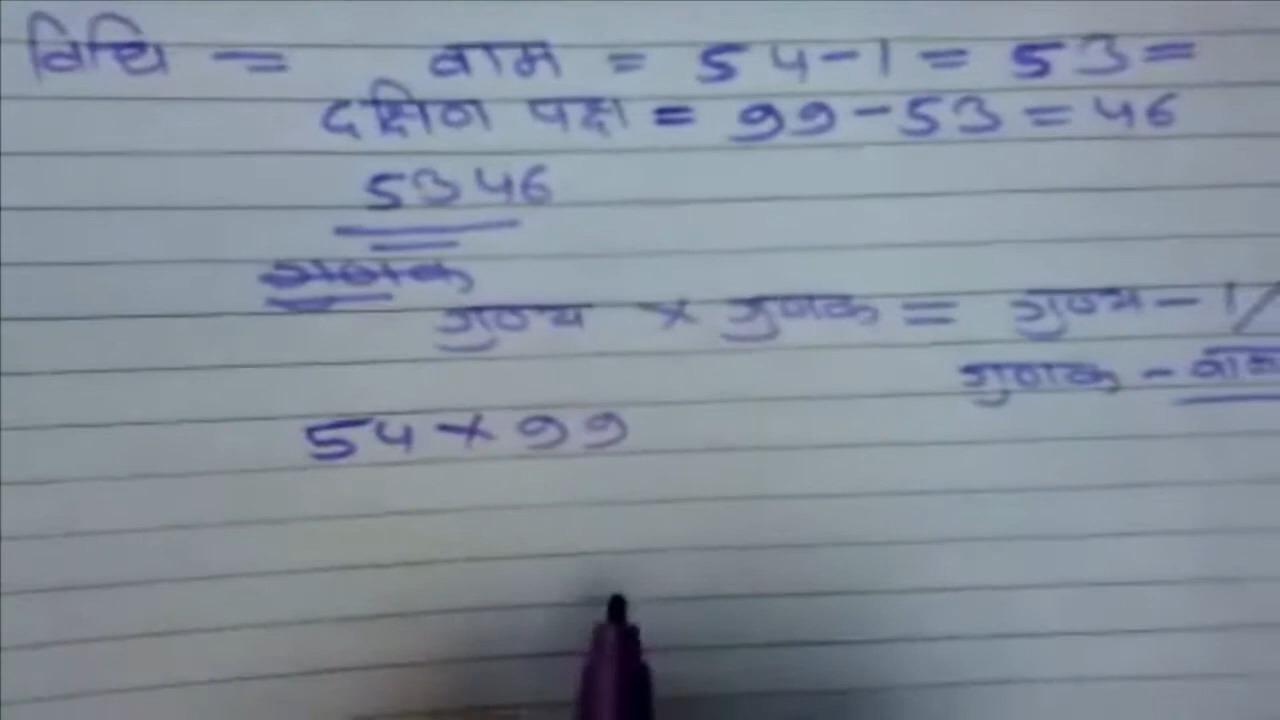 विधि = वाम = 54-1 = 53 =
दक्षिण पक्ष = 99-53 = 46
5346
गुण्य × गुणक = गुण्य - 1/
गुणक -
54 × 99